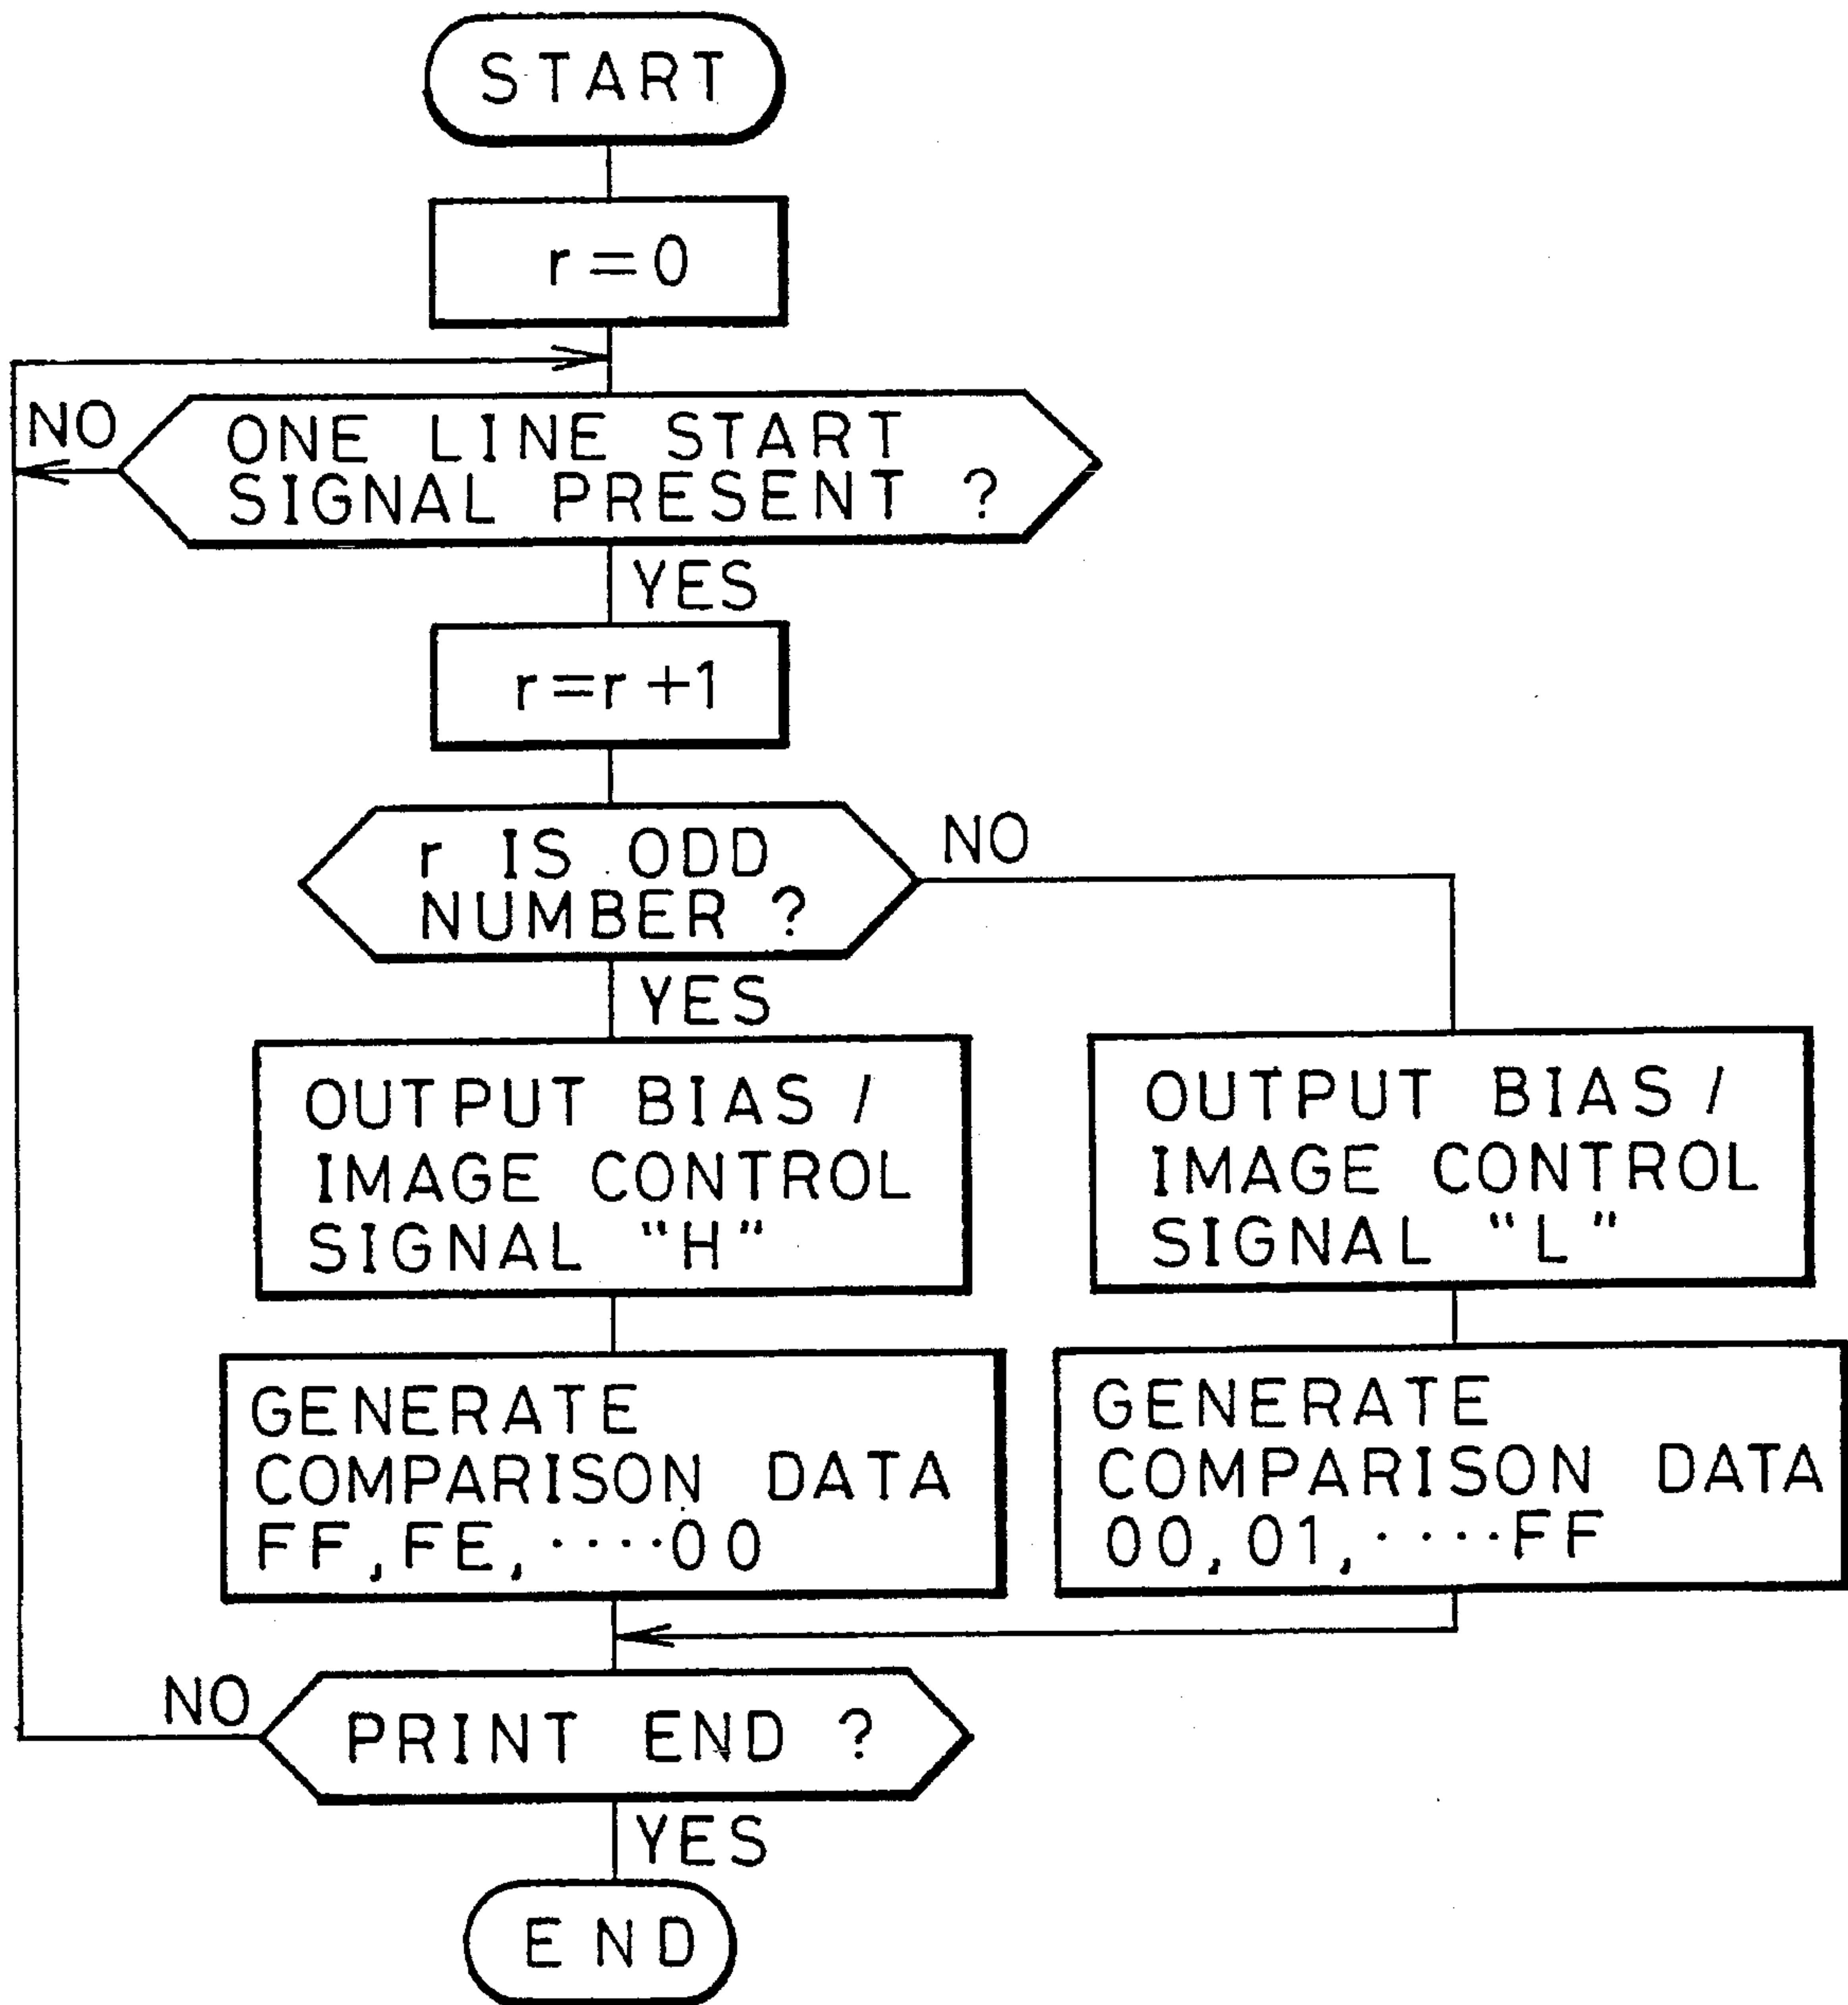 START
r=0
NO
ONE LINE START
SIGNAL PRESENT ?
YES
r=r+1
r IS ODD
NUMBER ?
NO
YES
OUTPUT BIAS /
IMAGE CONTROL
SIGNAL "H"
OUTPUT BIAS /
IMAGE CONTROL
SIGNAL "L"
GENERATE
COMPARISON DATA
FF,FE,····00
GENERATE
COMPARISON DATA
00,01,····FF
NO
PRINT END ?
YES
END